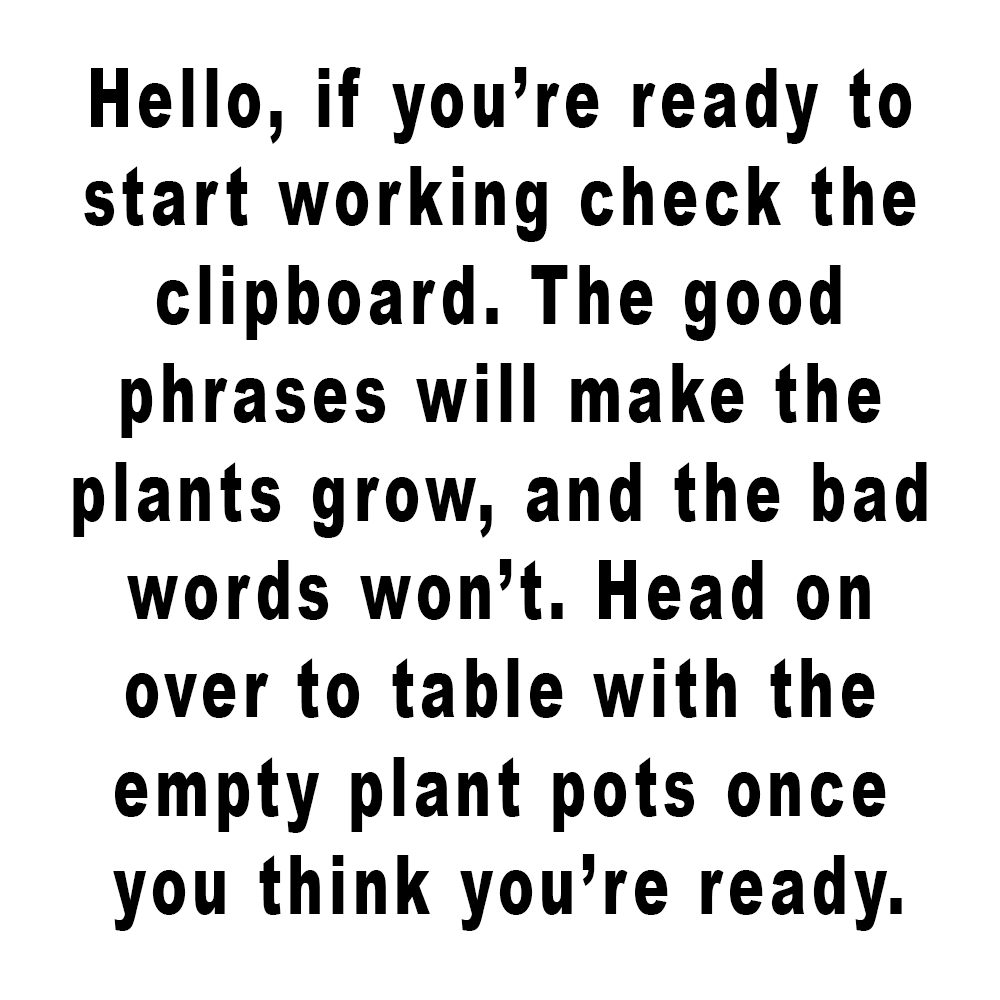 Hello, if you’re ready to
start working check the
clipboard. The good
phrases will make the
plants grow, and the bad
words won’t. Head on
over to table with the
empty plant pots once
you think you’re ready.